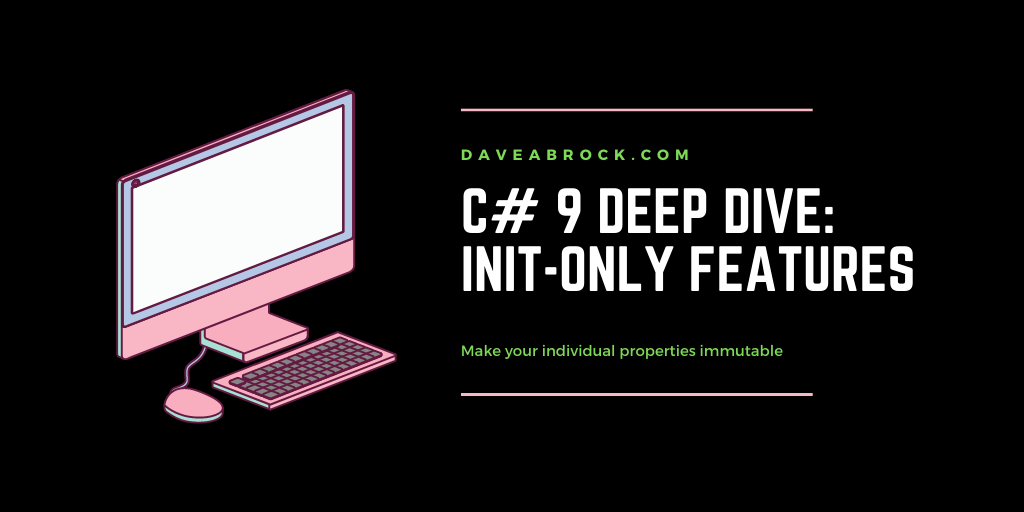 DAVEABROCK.COM
C# 9 DEEP DIVE:
INIT-ONLY FEATURES
Make your individual properties immutable